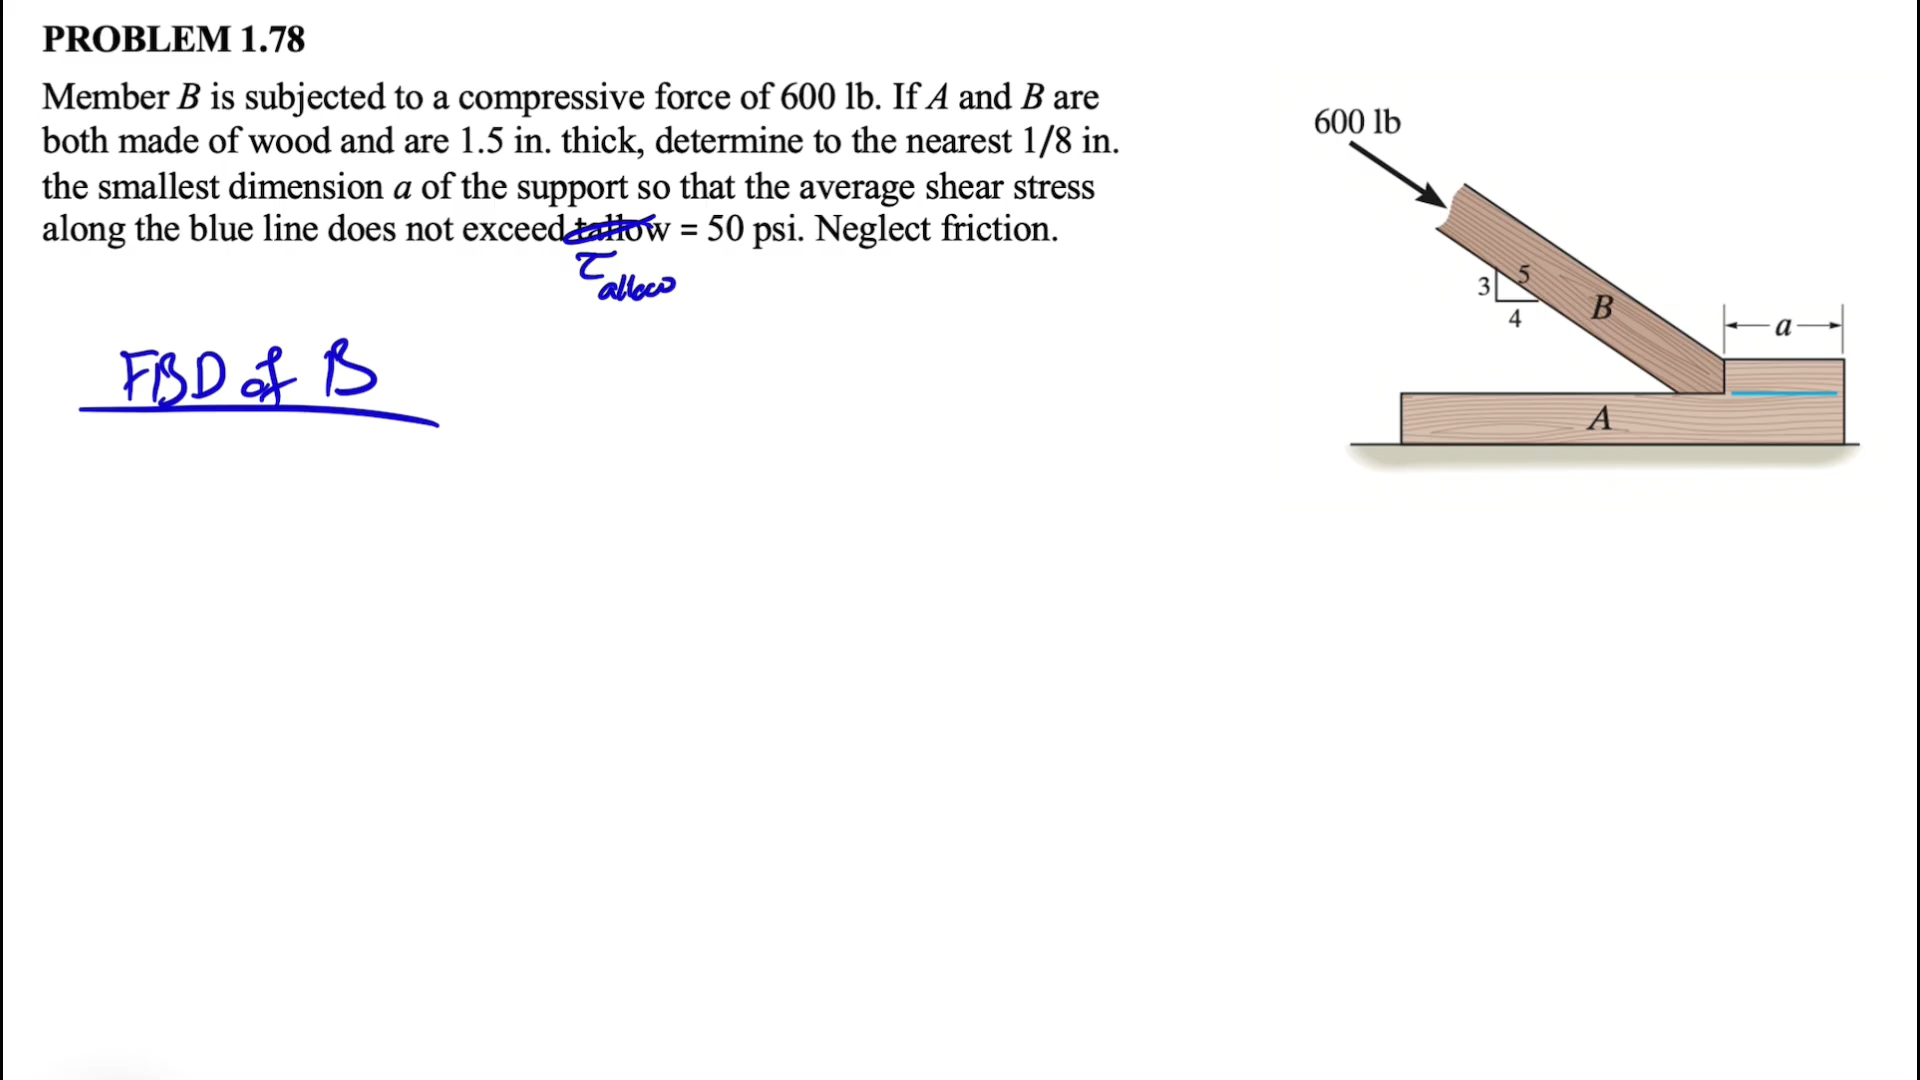 PROBLEM 1.78
Member B is subjected to a compressive force of 600 lb. If A and B are
both made of wood and are 1.5 in. thick, determine to the nearest 1/8 in.
the smallest dimension a of the support so that the average shear stress
along the blue line does not exceed tallow = 50 psi. Neglect friction.
τ allow
FBD of B
600 lb
3 5
4
B
a
A